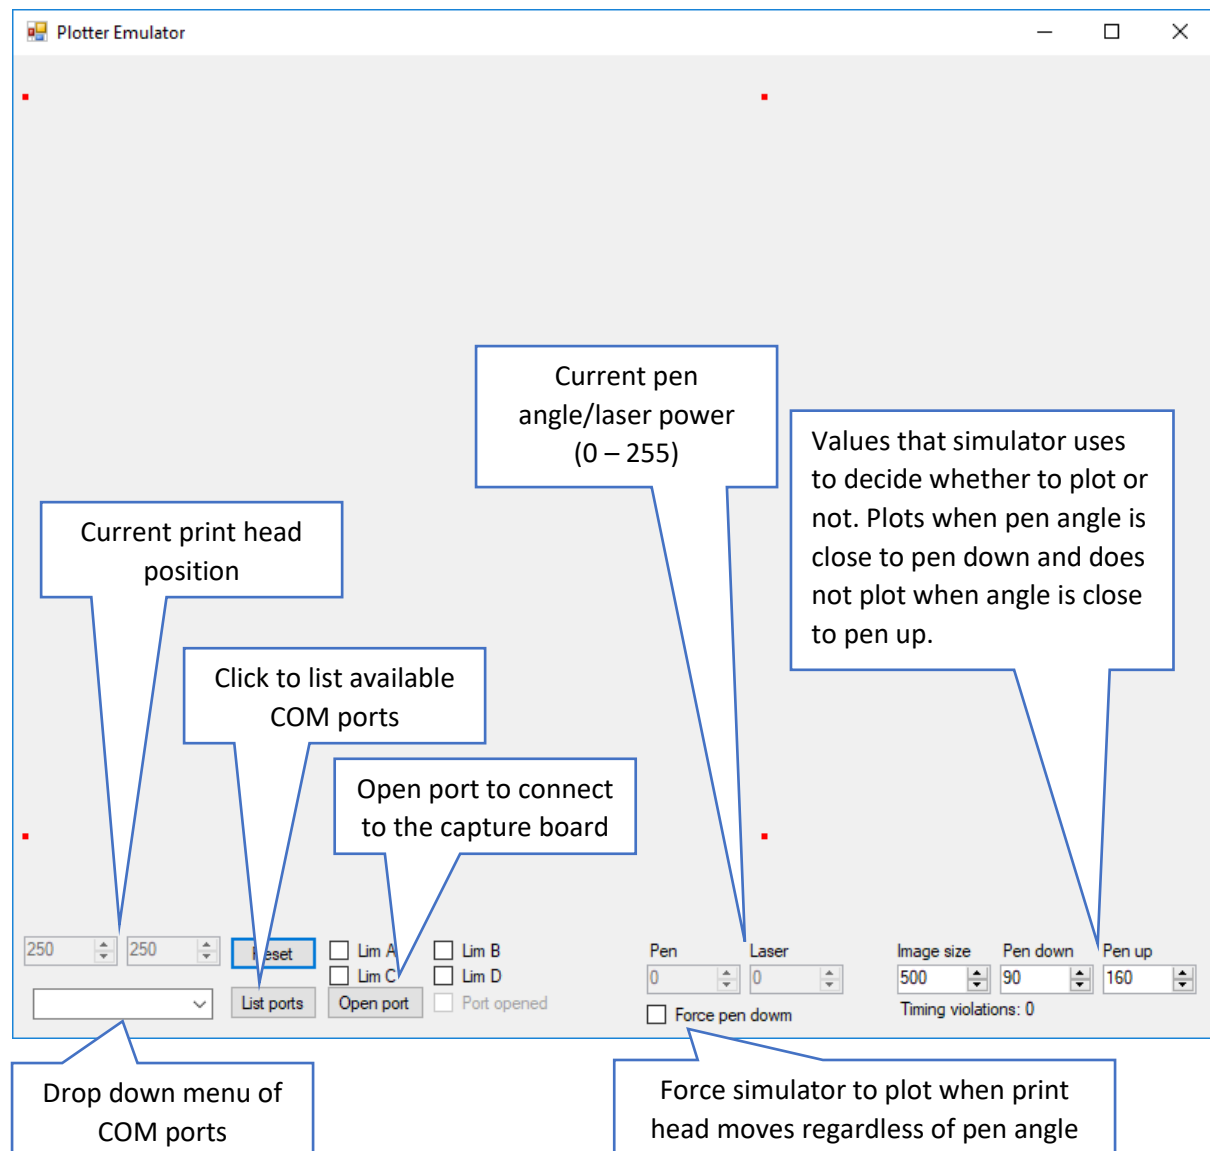 Plotter Emulator
Current pen
angle/laser power
(0 – 255)
Values that simulator uses
to decide whether to plot or
not. Plots when pen angle is
close to pen down and does
not plot when angle is close
to pen up.
Current print head
position
Click to list available
COM ports
Open port to connect
to the capture board
250 250 Reset Lim A Lim B
Lim C Lim D
List ports Open port Port opened
Pen Laser
0 0
Force pen dowm
Image size Pen down Pen up
500 90 160
Timing violations: 0
Drop down menu of
COM ports
Force simulator to plot when print
head moves regardless of pen angle